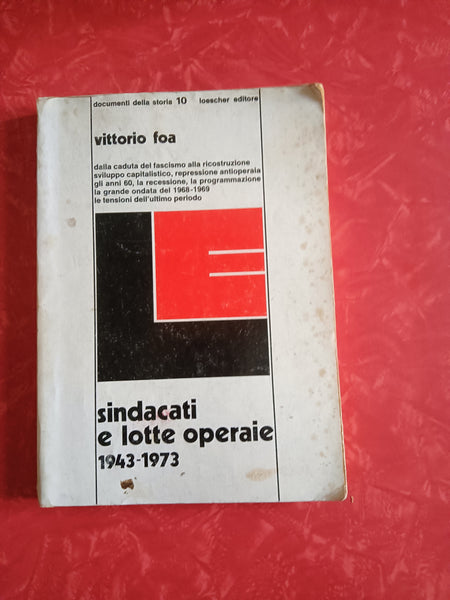 documenti della storia 10 loescher editore
vittorio foa
dalla caduta del fascismo alla ricostruzione
sviluppo capitalistico, repressione antioperaia
gli anni 60, la recessione, la programmazione
la grande ondata del 1968-1969
le tensioni dell'ultimo periodo
sindacati
e lotte operaie
1943-1973